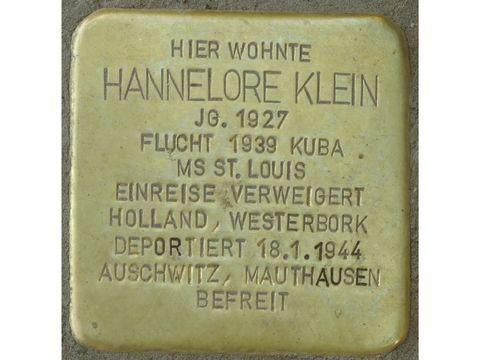 HIER WOHNTE
HANNELORE KLEIN
JG. 1927
FLUCHT 1939 KUBA
MS ST. LOUIS
EINREISE VERWEIGERT
HOLLAND, WESTERBORK
DEPORTIERT 18.1.1944
AUSCHWITZ, MAUTHAUSEN
BEFREIT